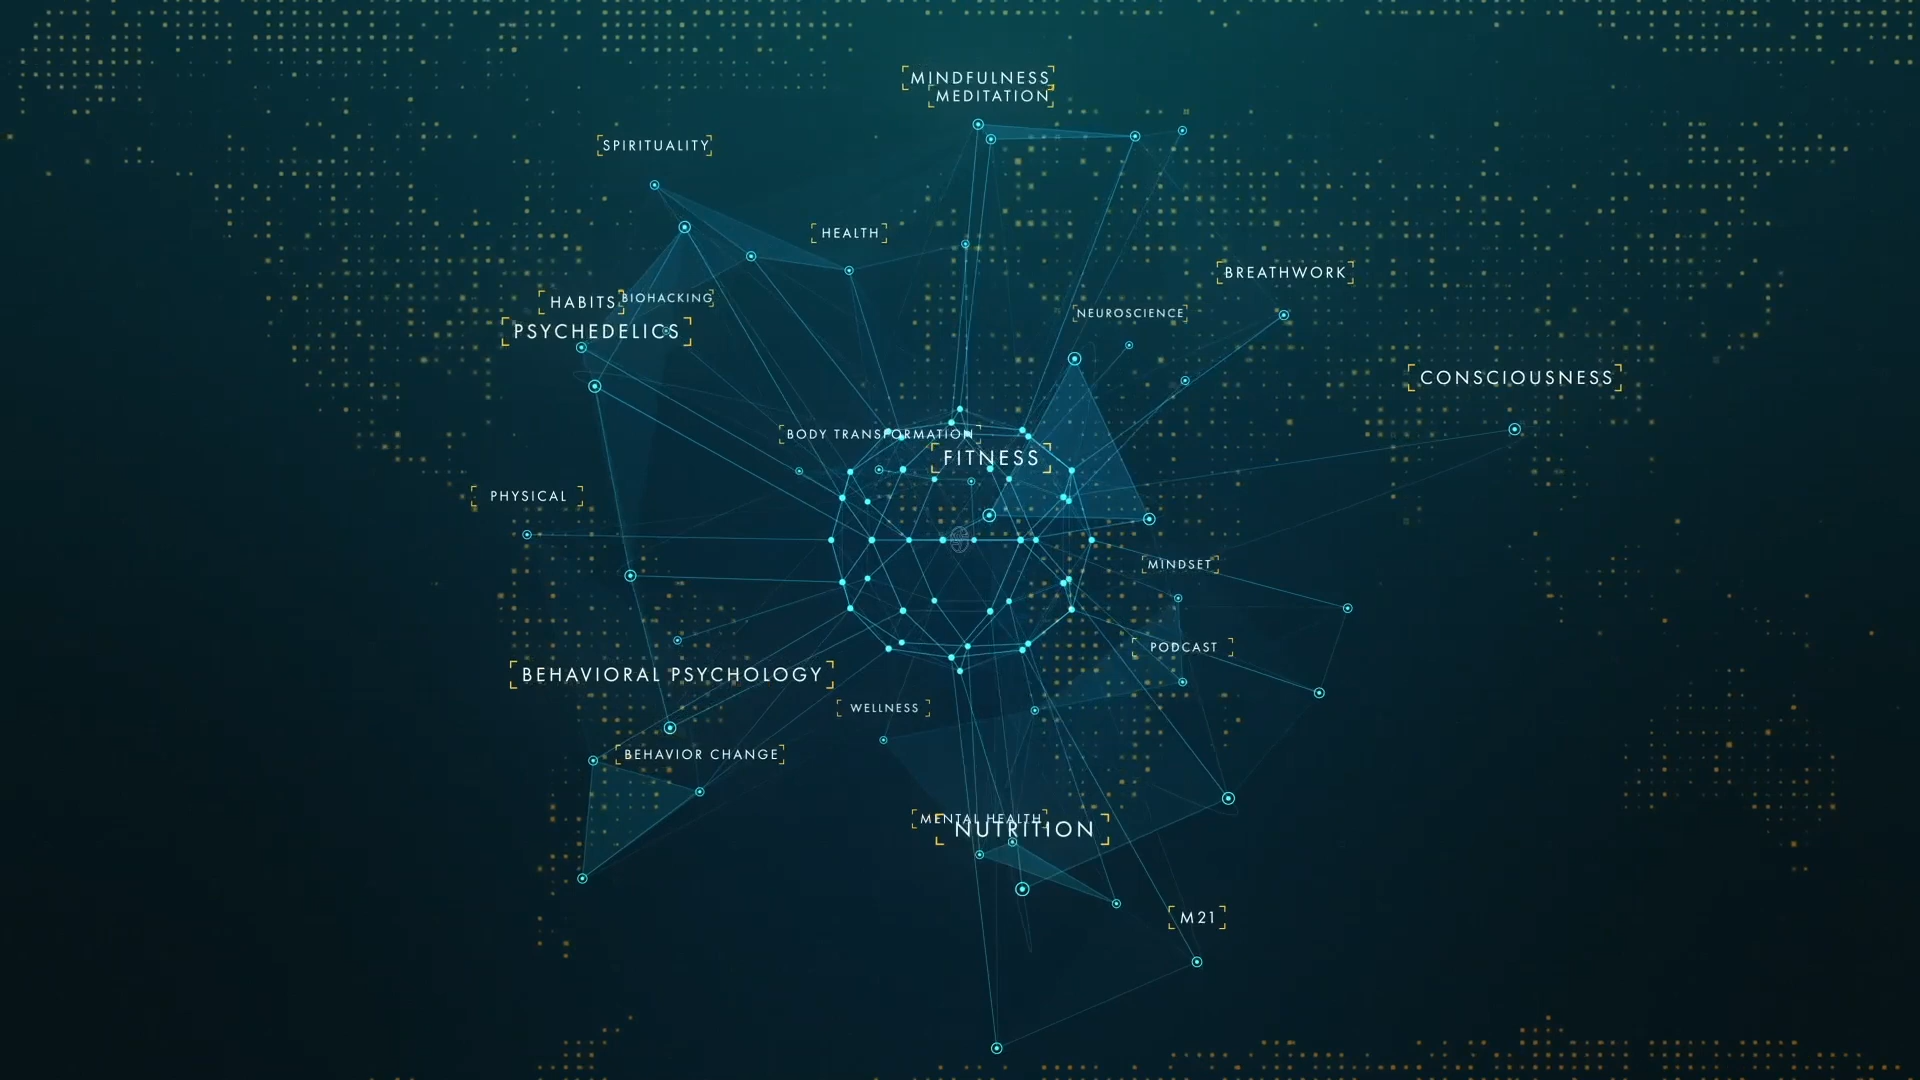 MINDFULNESS
MEDITATION
SPIRITUALITY
HEALTH
BREATHWORK
HABITS
BIOHACKING
NEUROSCIENCE
PSYCHEDELICS
CONSCIOUSNESS
BODY TRANSFORMATION
FITNESS
PHYSICAL
MINDSET
PODCAST
BEHAVIORAL PSYCHOLOGY
WELLNESS
BEHAVIOR CHANGE
MENTAL HEALTH
NUTRITION
M21